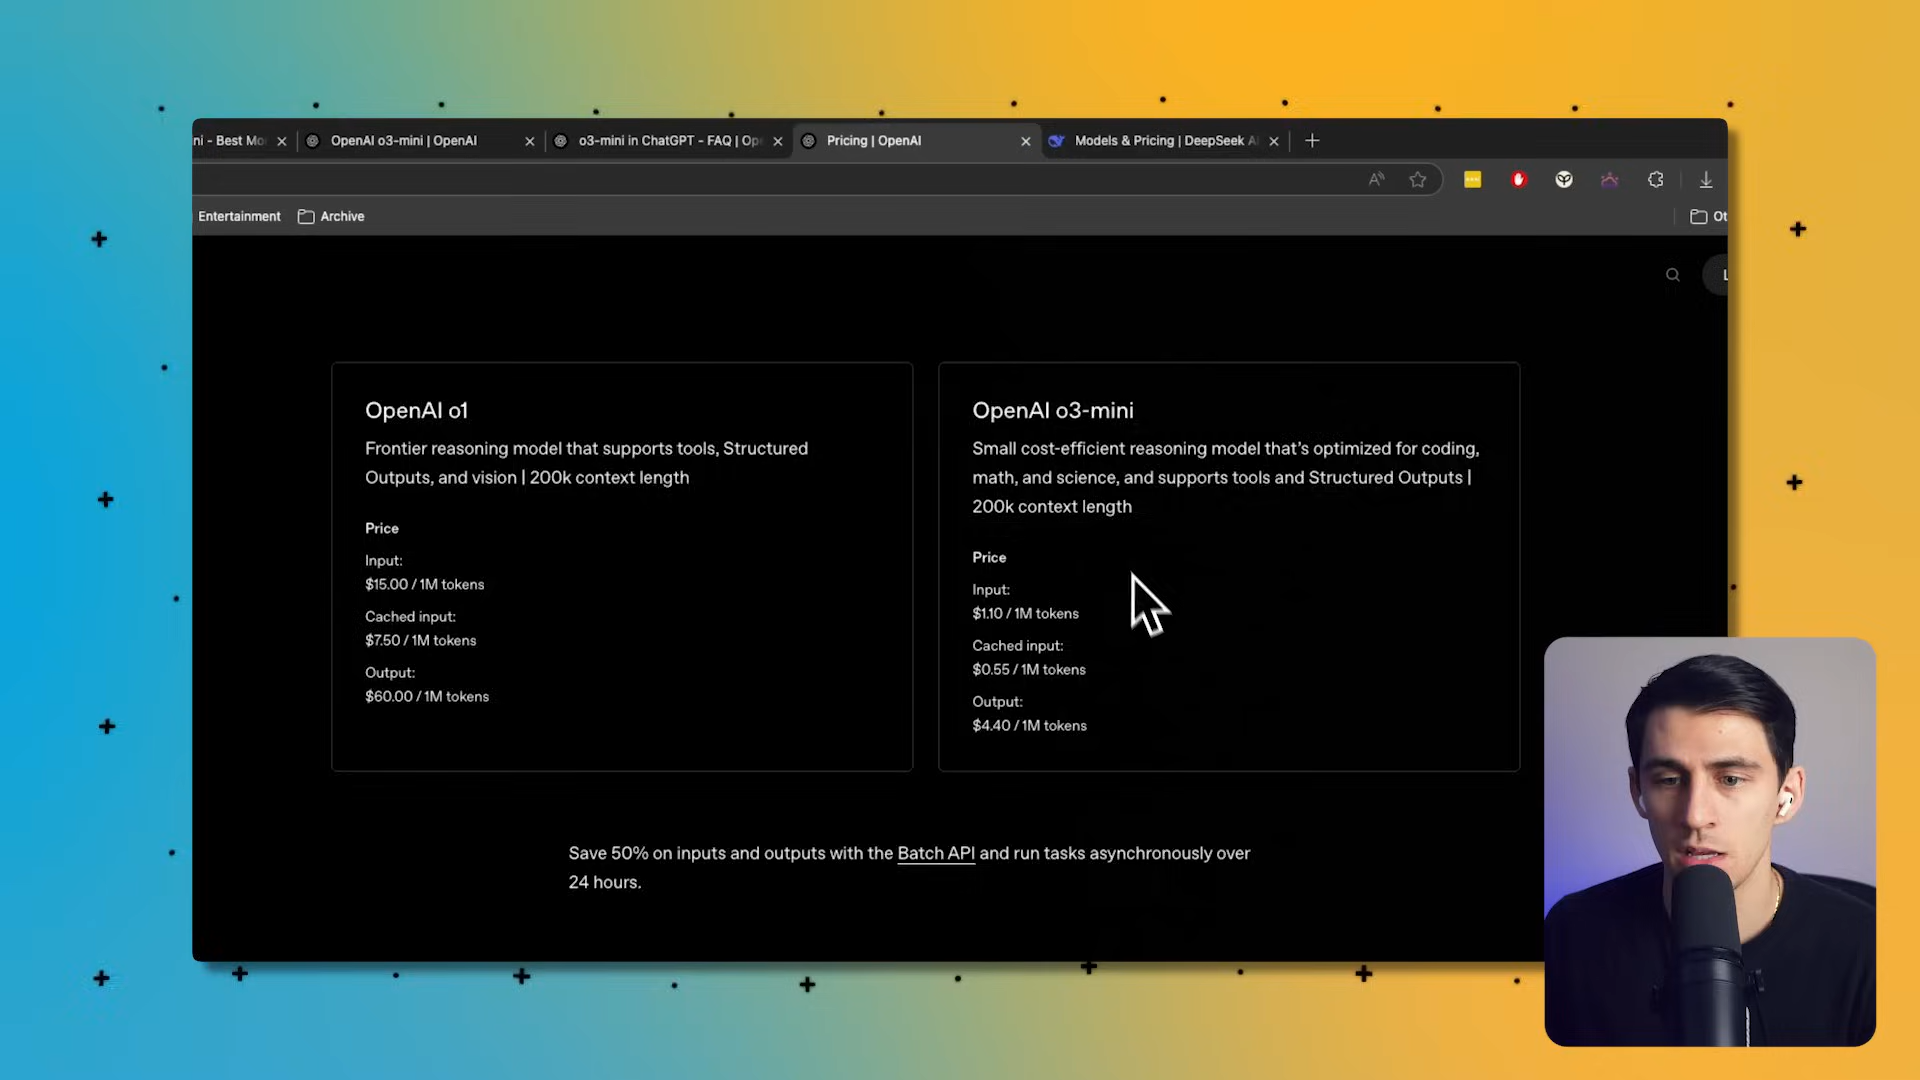 ni - Best Mo
OpenAI o3-mini | OpenAI
o3-mini in ChatGPT - FAQ | Op
Pricing | OpenAI
Models & Pricing | DeepSeek A
Entertainment
Archive
Ot
L
OpenAI o1
Frontier reasoning model that supports tools, Structured
Outputs, and vision | 200k context length
Price
Input:
$15.00 / 1M tokens
Cached input:
$7.50 / 1M tokens
Output:
$60.00 / 1M tokens
OpenAI o3-mini
Small cost-efficient reasoning model that's optimized for coding,
math, and science, and supports tools and Structured Outputs |
200k context length
Price
Input:
$1.10 / 1M tokens
Cached input:
$0.55 / 1M tokens
Output:
$4.40 / 1M tokens
Save 50% on inputs and outputs with the Batch API and run tasks asynchronously over
24 hours.